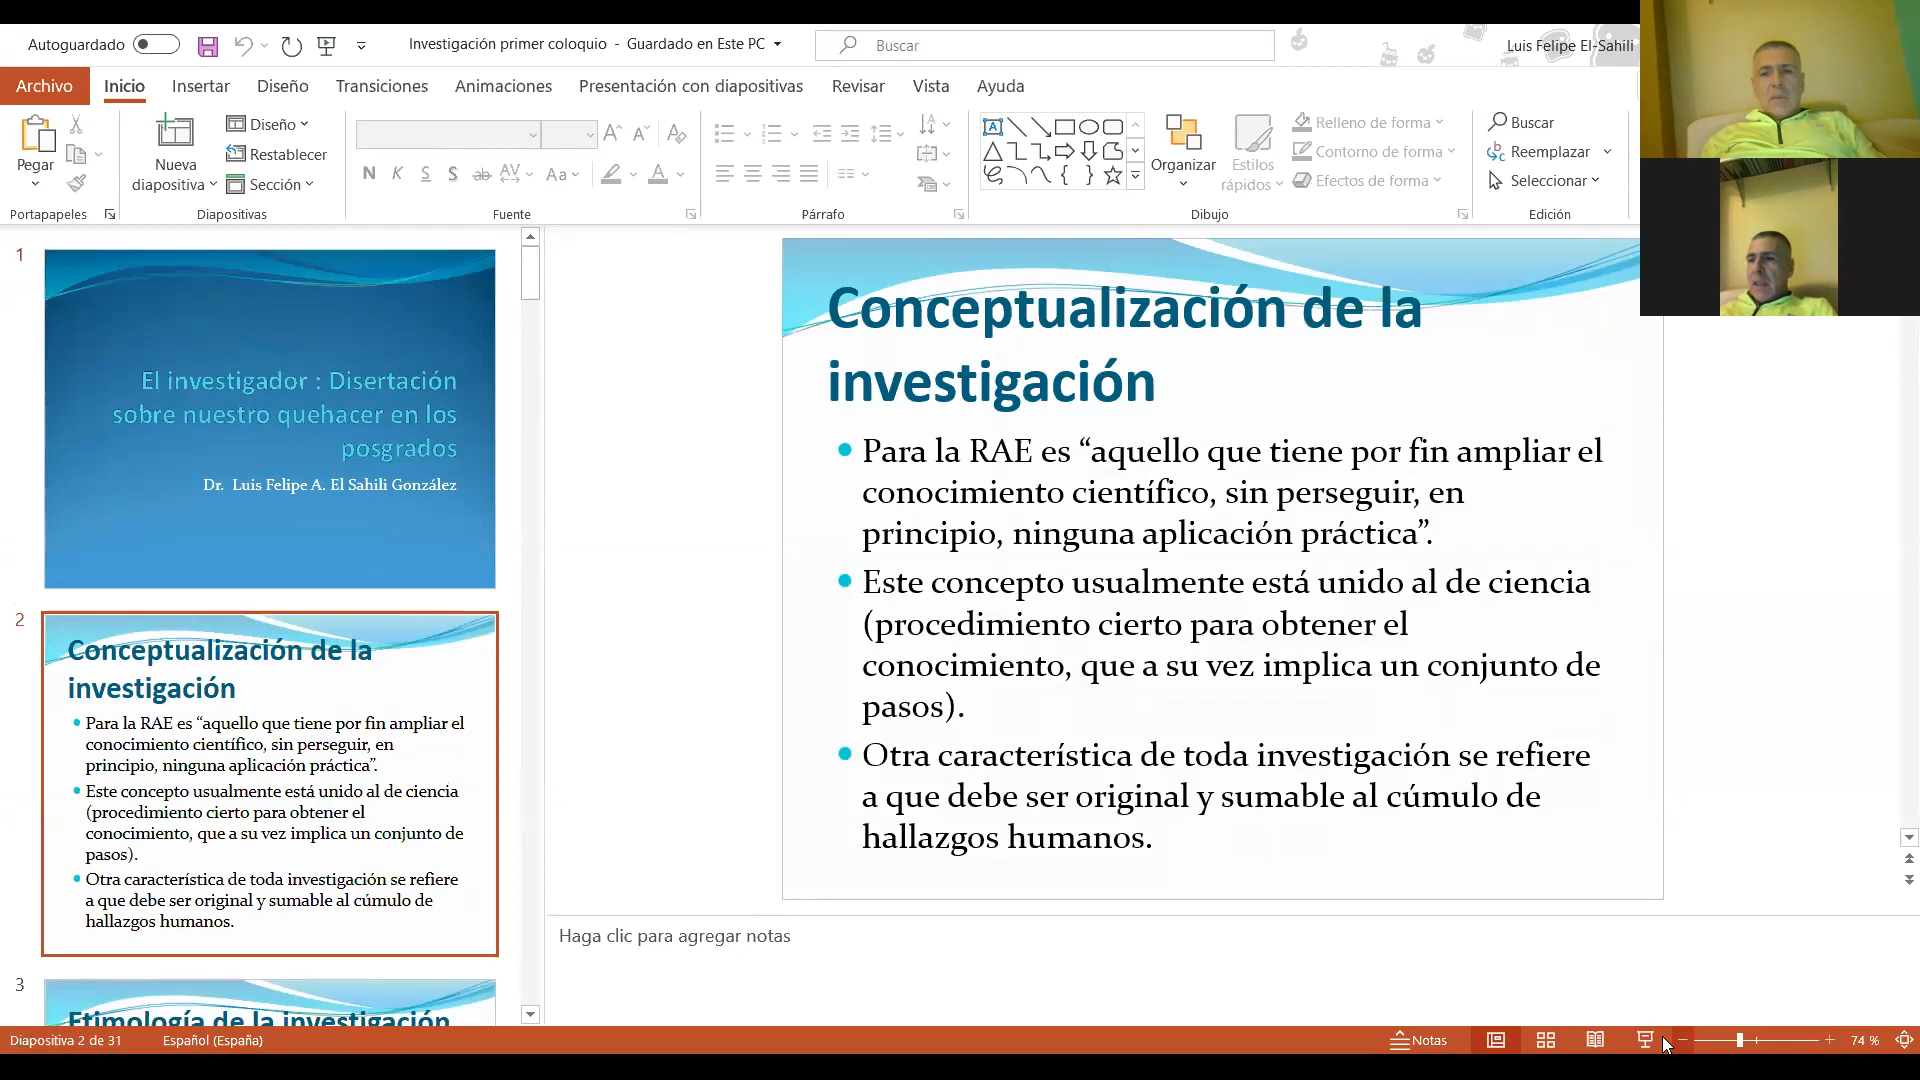 Autoguardado
Investigación primer coloquio - Guardado en Este PC
Buscar
Luis Felipe El-Sahili
Archivo Inicio Insertar Diseño Transiciones Animaciones Presentación con diapositivas Revisar Vista Ayuda
Pegar
Nueva diapositiva
Diseño
Restablecer
Sección
N K S S ab AV Aa A
Organizar
Estilos rápidos
Relleno de forma
Contorno de forma
Efectos de forma
Buscar
Reemplazar
Seleccionar
Portapapeles Diapositivas Fuente Párrafo Dibujo Edición
1
El investigador : Disertación
sobre nuestro quehacer en los
posgrados
Dr. Luis Felipe A. El Sahili González
2
Conceptualización de la
investigación
Para la RAE es “aquello que tiene por fin ampliar el
conocimiento científico, sin perseguir, en
principio, ninguna aplicación práctica”.
Este concepto usualmente está unido al de ciencia
(procedimiento cierto para obtener el
conocimiento, que a su vez implica un conjunto de
pasos).
Otra característica de toda investigación se refiere
a que debe ser original y sumable al cúmulo de
hallazgos humanos.
3
Etimología de la investigación
Conceptualización de la
investigación
Para la RAE es “aquello que tiene por fin ampliar el
conocimiento científico, sin perseguir, en
principio, ninguna aplicación práctica”.
Este concepto usualmente está unido al de ciencia
(procedimiento cierto para obtener el
conocimiento, que a su vez implica un conjunto de
pasos).
Otra característica de toda investigación se refiere
a que debe ser original y sumable al cúmulo de
hallazgos humanos.
Haga clic para agregar notas
Diapositiva 2 de 31 Español (España) Notas 74 %